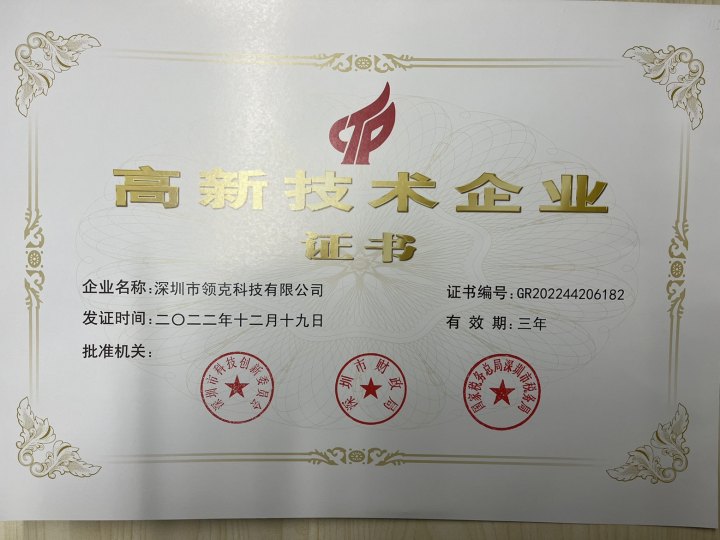 高新技术企业
证书
企业名称:深圳市领克科技有限公司
证书编号:GR202244206182
发证时间:二〇二二年十二月十九日
有 效 期:三年
批准机关:
深圳市科技创新委员会
深圳市财政局
国家税务总局深圳市税务局